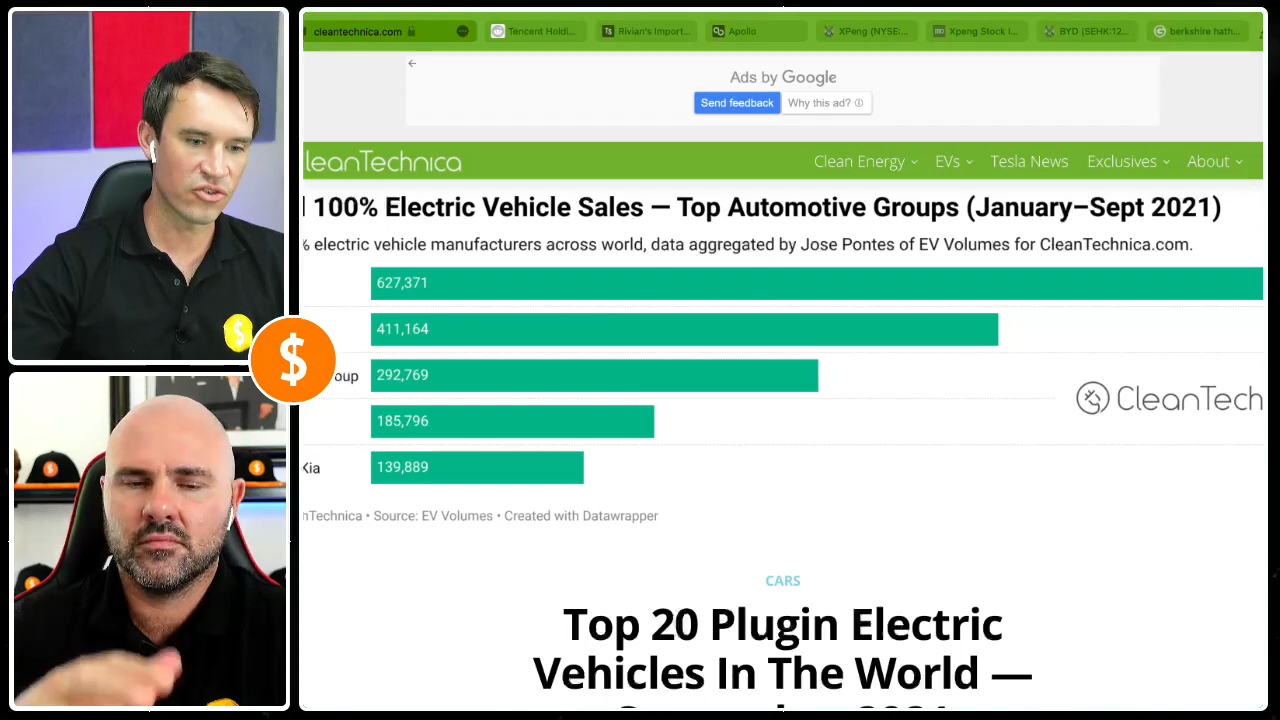 cleantechnica.com
Tencent Holdi...
Rivian's Import...
Apollo
XPeng (NYSE:...
Xpeng Stock I...
BYD (SEHK:12...
berkshire hath...
Ads by Google
Send feedback
Why this ad?
leanTechnica
Clean Energy
EVs
Tesla News
Exclusives
About
100% Electric Vehicle Sales — Top Automotive Groups (January–Sept 2021)
% electric vehicle manufacturers across world, data aggregated by Jose Pontes of EV Volumes for CleanTechnica.com.
627,371
411,164
oup 292,769
CleanTech
185,796
Kia 139,889
nTechnica • Source: EV Volumes • Created with Datawrapper
CARS
Top 20 Plugin Electric
Vehicles In The World —
$
$